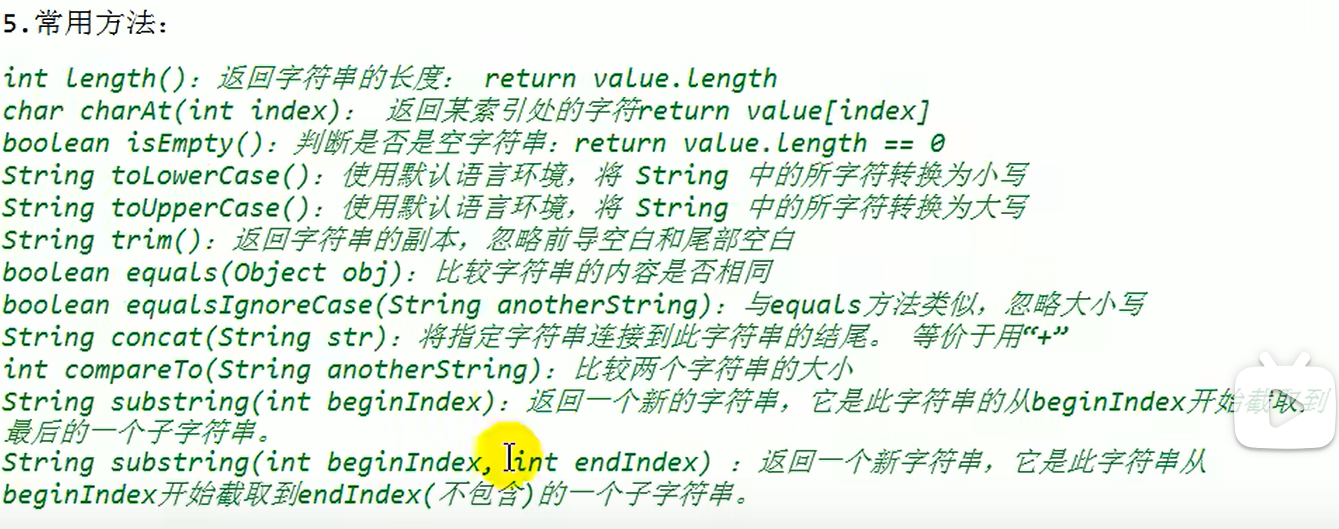 5.常用方法：
int length()：返回字符串的长度： return value.length
char charAt(int index)： 返回某索引处的字符return value[index]
boolean isEmpty()：判断是否是空字符串：return value.length == 0
String toLowerCase()：使用默认语言环境，将 String 中的所字符转换为小写
String toUpperCase()：使用默认语言环境，将 String 中的所字符转换为大写
String trim()：返回字符串的副本，忽略前导空白和尾部空白
boolean equals(Object obj)：比较字符串的内容是否相同
boolean equalsIgnoreCase(String anotherString)：与equals方法类似，忽略大小写
String concat(String str)：将指定字符串连接到此字符串的结尾。 等价于用“+”
int compareTo(String anotherString)：比较两个字符串的大小
String substring(int beginIndex)：返回一个新的字符串，它是此字符串的从beginIndex开始截取到
最后的一个子字符串。
String substring(int beginIndex, int endIndex) ：返回一个新字符串，它是此字符串从
beginIndex开始截取到endIndex(不包含)的一个子字符串。